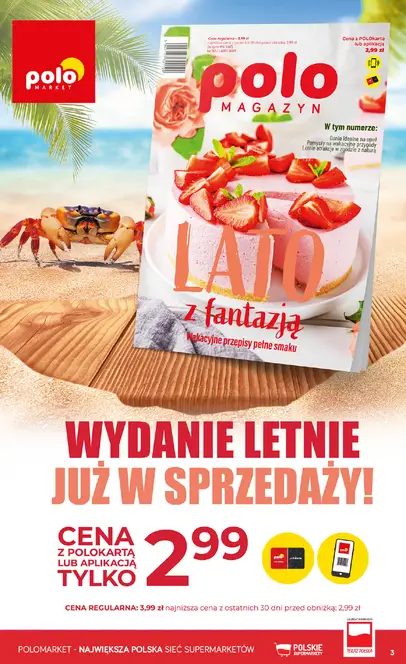 polo
MARKET
Cena z POLOkartą
lub aplikacją
2,99 zł
polo
MAGAZYN
W tym numerze:
LATO
z fantazją
Wakacyjne przepisy pełne smaku
WYDANIE LETNIE
JUŻ W SPRZEDAŻY!
CENA
Z POLOKARTĄ
LUB APLIKACJĄ
TYLKO
2 99
CENA REGULARNA: 3,99 zł najniższa cena z ostatnich 30 dni przed obniżką: 2,99 zł
POLOMARKET - NAJWIĘKSZA POLSKA SIEĆ SUPERMARKETÓW
POLSKIE
SUPERMARKETY
3